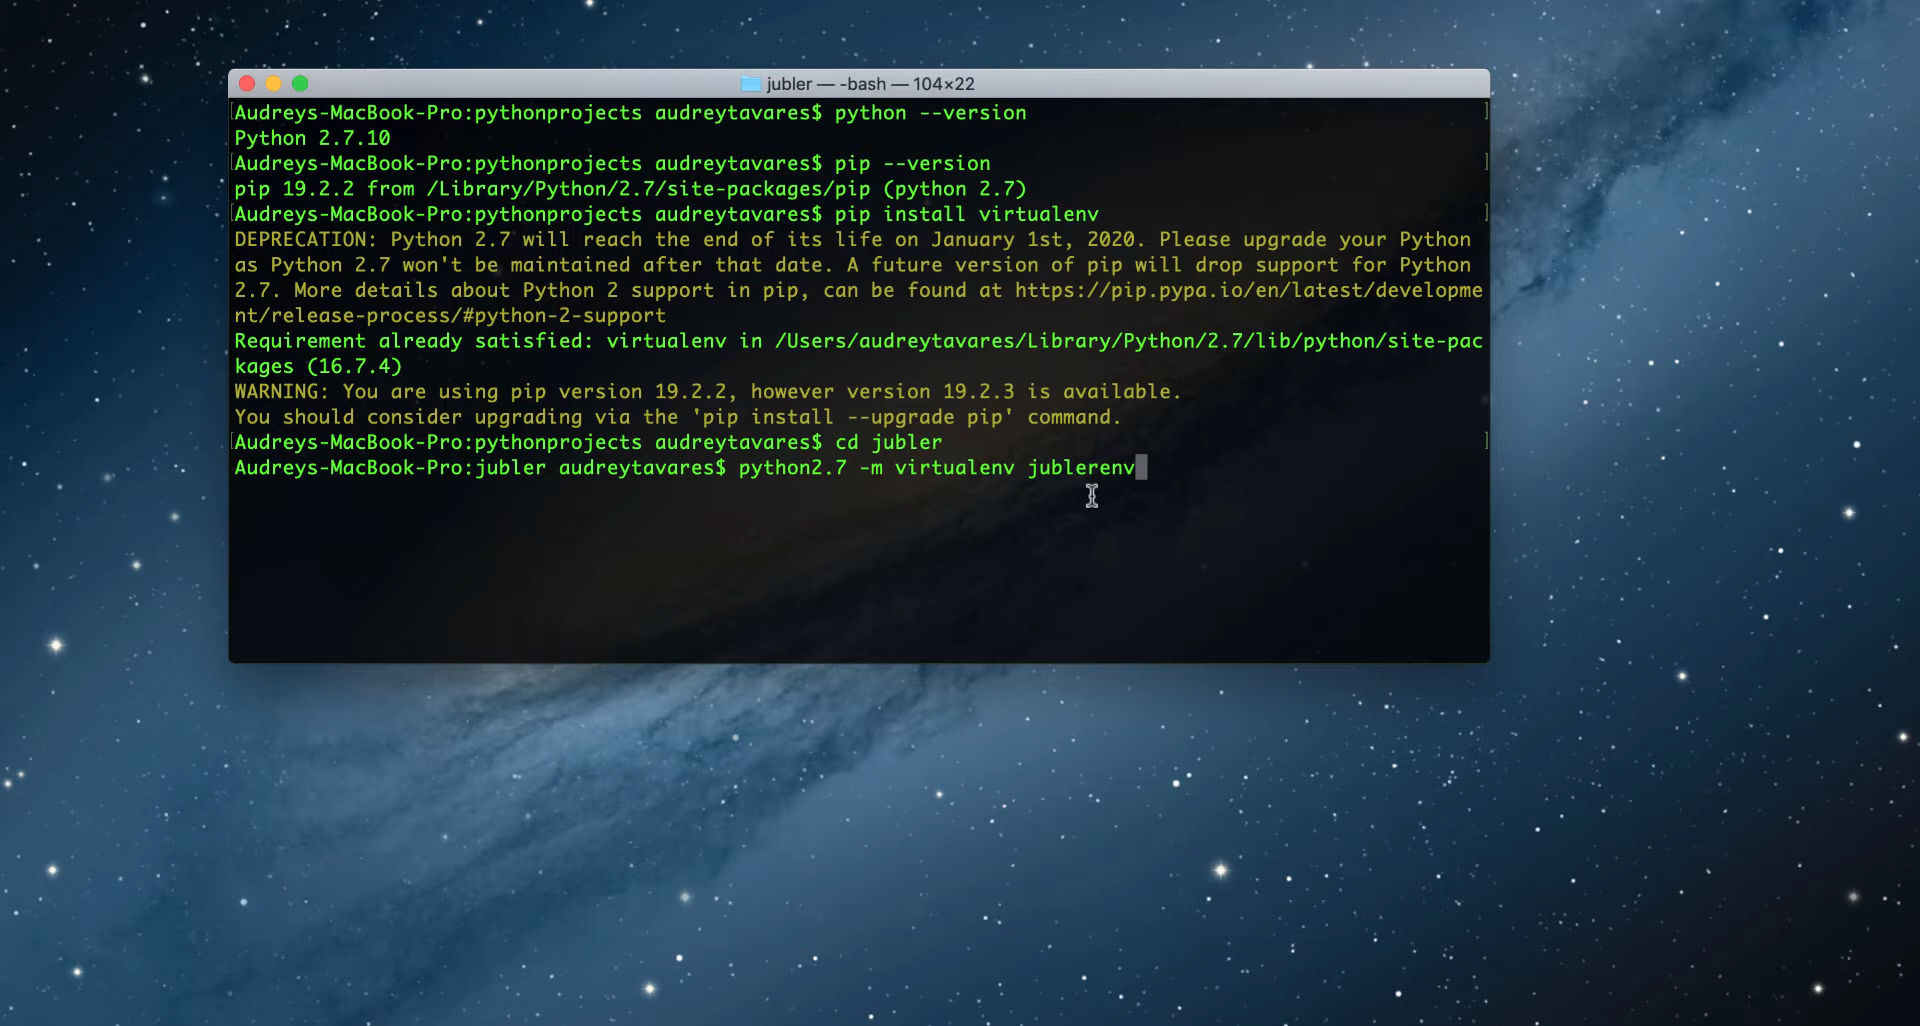 jubler — -bash — 104×22
[Audreys-MacBook-Pro:pythonprojects audreytavares$ python --version ]
Python 2.7.10
[Audreys-MacBook-Pro:pythonprojects audreytavares$ pip --version ]
pip 19.2.2 from /Library/Python/2.7/site-packages/pip (python 2.7)
[Audreys-MacBook-Pro:pythonprojects audreytavares$ pip install virtualenv ]
DEPRECATION: Python 2.7 will reach the end of its life on January 1st, 2020. Please upgrade your Python
as Python 2.7 won't be maintained after that date. A future version of pip will drop support for Python
2.7. More details about Python 2 support in pip, can be found at https://pip.pypa.io/en/latest/developme
nt/release-process/#python-2-support
Requirement already satisfied: virtualenv in /Users/audreytavares/Library/Python/2.7/lib/python/site-pac
kages (16.7.4)
WARNING: You are using pip version 19.2.2, however version 19.2.3 is available.
You should consider upgrading via the 'pip install --upgrade pip' command.
[Audreys-MacBook-Pro:pythonprojects audreytavares$ cd jubler ]
Audreys-MacBook-Pro:jubler audreytavares$ python2.7 -m virtualenv jublerenv